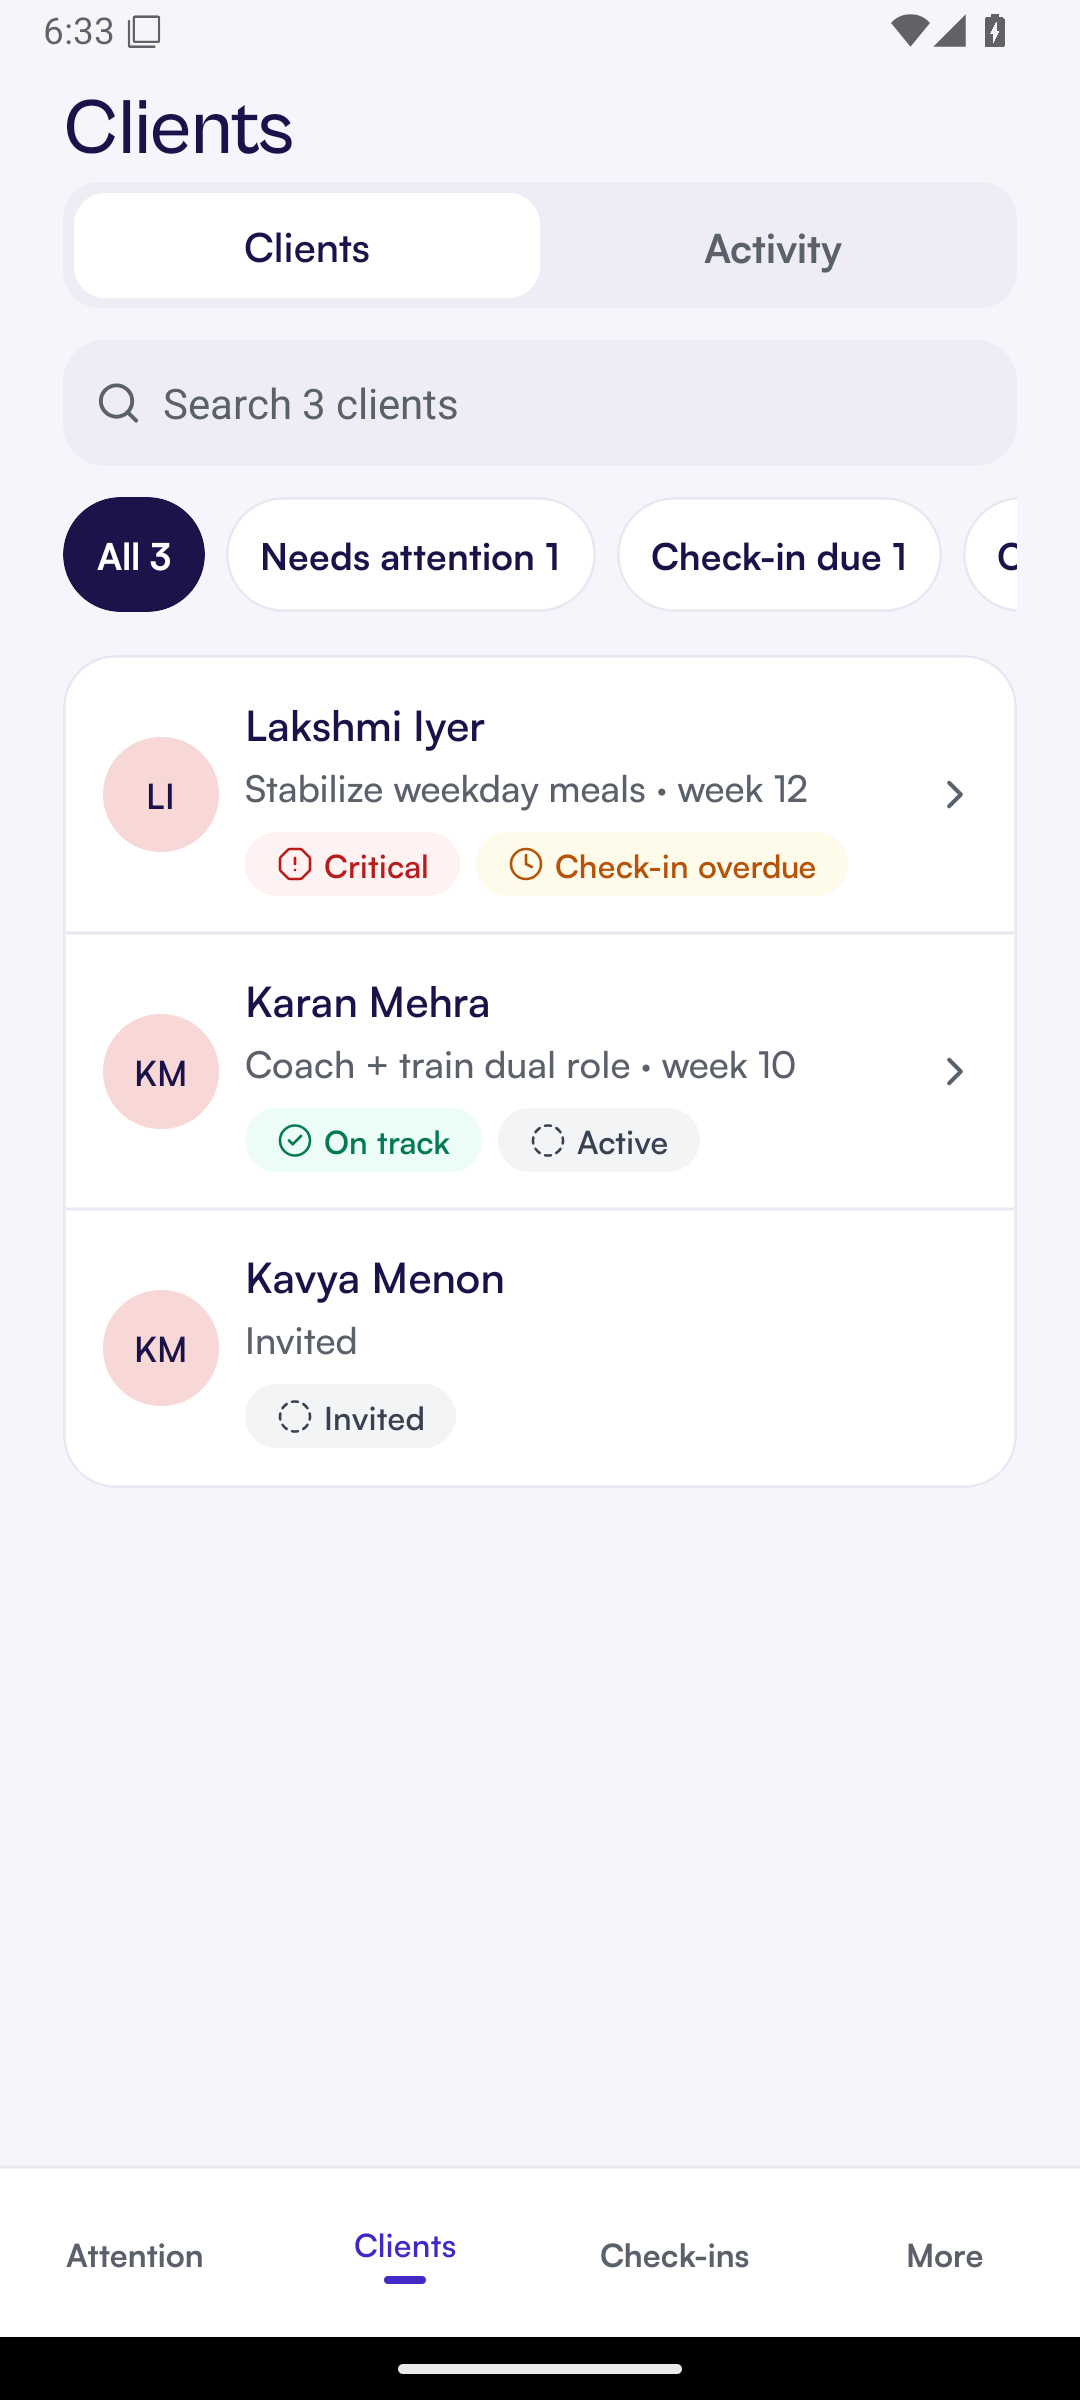 6:33
Clients
Clients
Activity
Search 3 clients
All 3
Needs attention 1
Check-in due 1
Lakshmi Iyer
LI
Stabilize weekday meals · week 12
Critical
Check-in overdue
Karan Mehra
KM
Coach + train dual role · week 10
On track
Active
Kavya Menon
KM
Invited
Invited
Attention
Clients
Check-ins
More